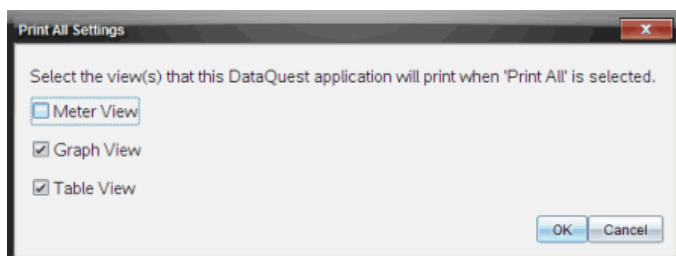 Print All Settings
Select the view(s) that this DataQuest application will print when 'Print All' is selected.
Meter View
Graph View
Table View
OK Cancel